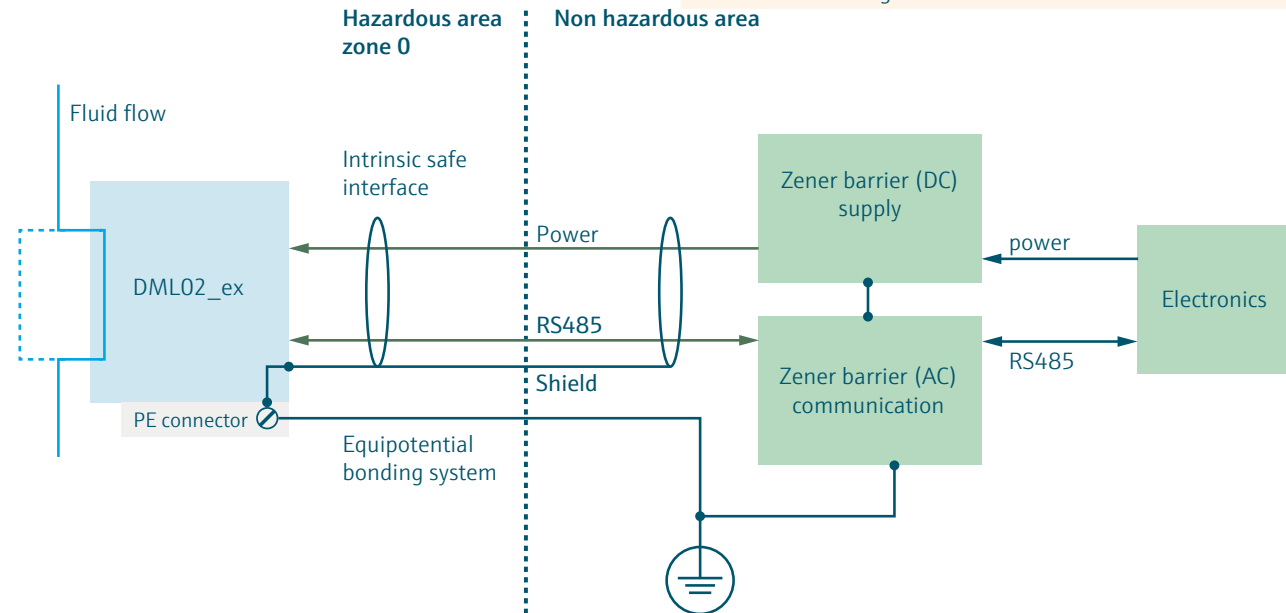 Hazardous area
zone 0
Non hazardous area
Fluid flow
Intrinsic safe
interface
Zener barrier (DC)
supply
Power
power
DML02_ex
Electronics
RS485
RS485
Shield
Zener barrier (AC)
communication
PE connector
Equipotential
bonding system